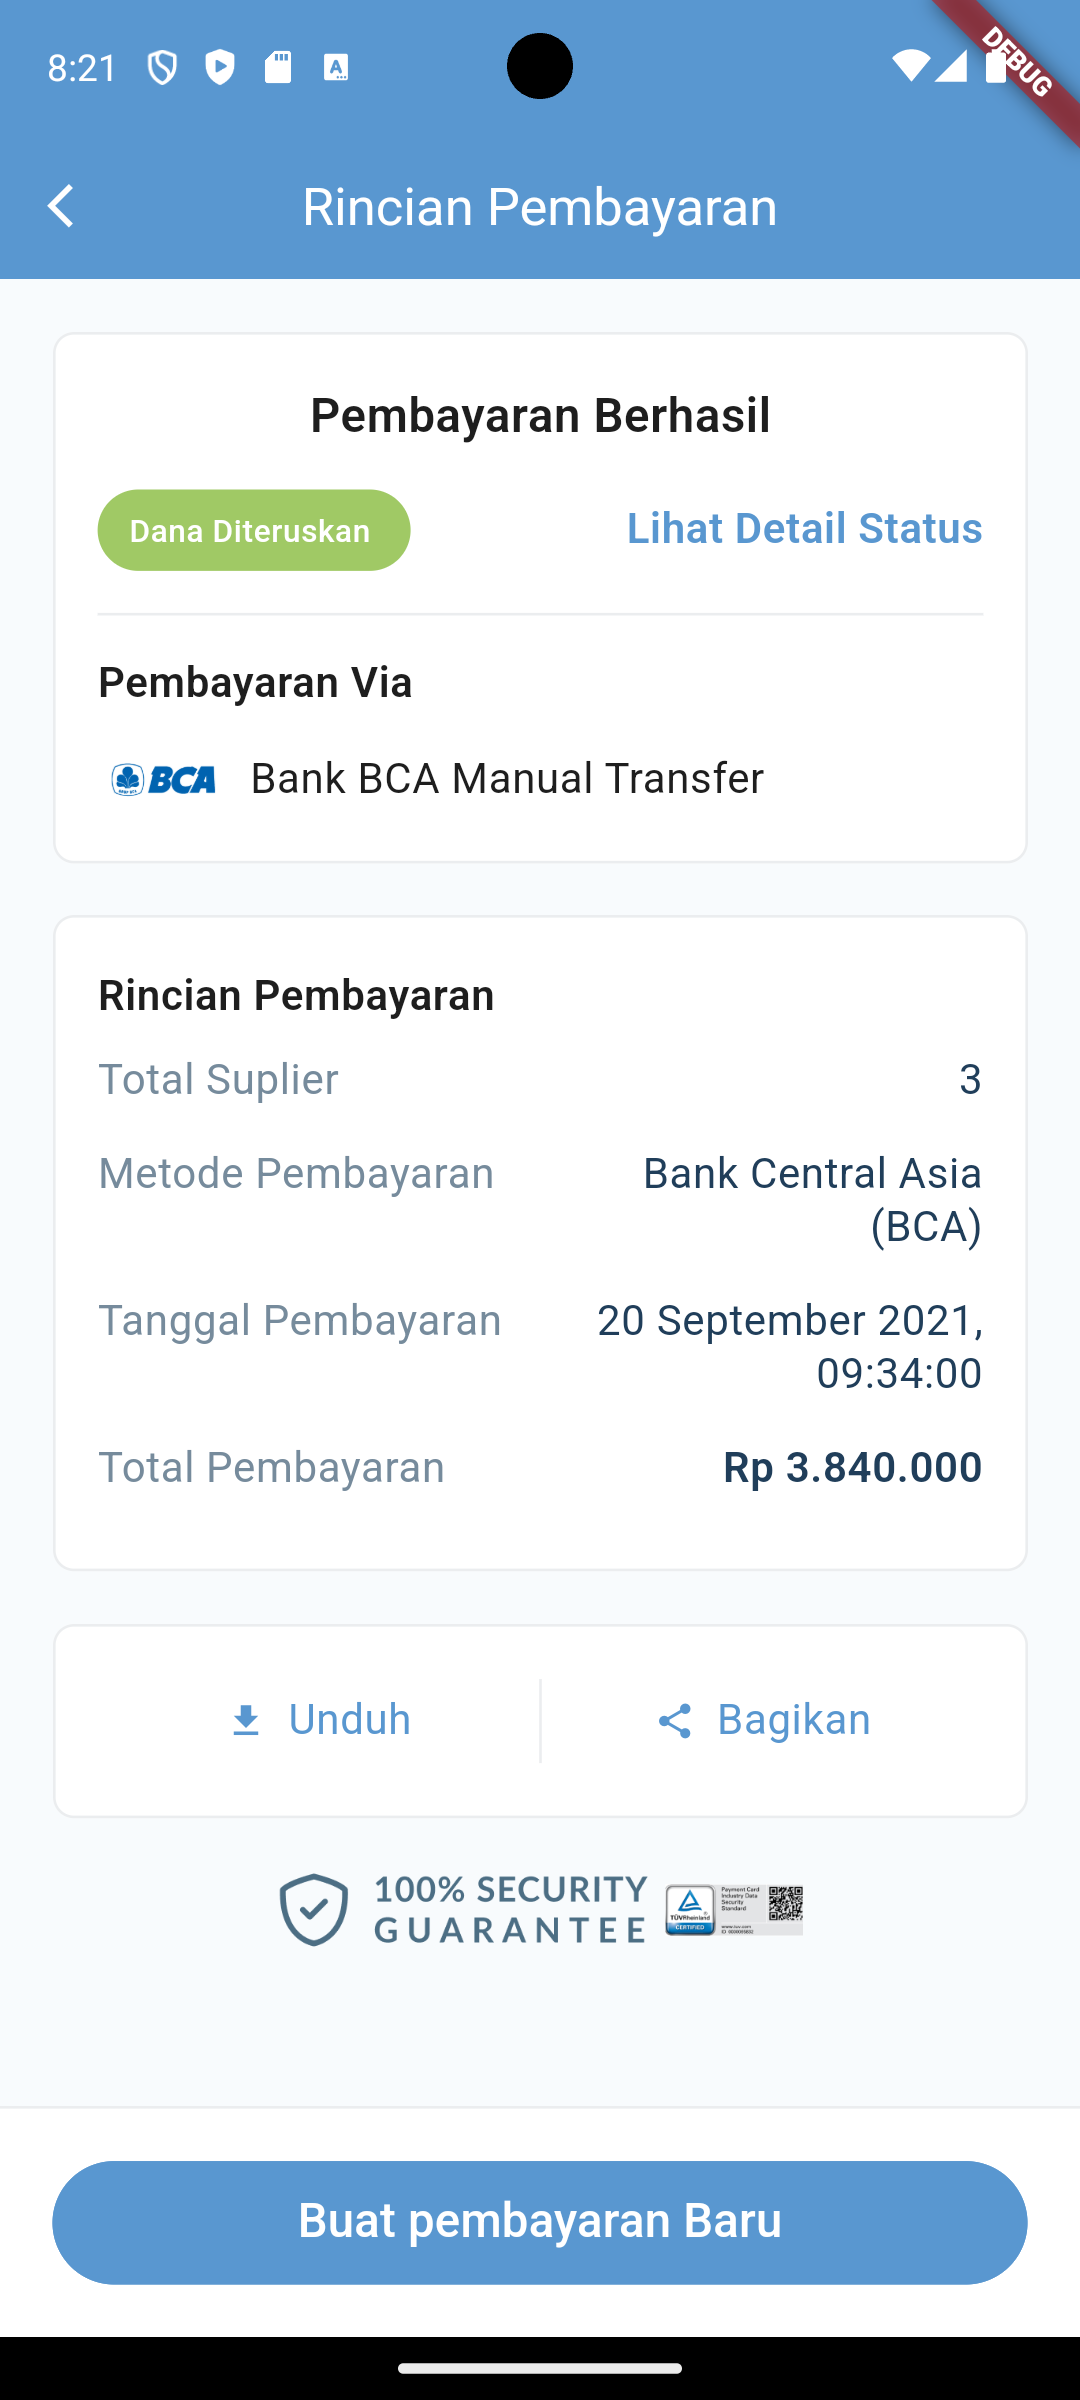 8:21
DEBUG
Rincian Pembayaran
Pembayaran Berhasil
Dana Diteruskan
Lihat Detail Status
Pembayaran Via
BCA
Bank BCA Manual Transfer
Rincian Pembayaran
Total Suplier
3
Metode Pembayaran
Bank Central Asia
(BCA)
Tanggal Pembayaran
20 September 2021,
09:34:00
Total Pembayaran
Rp 3.840.000
Unduh
Bagikan
100% SECURITY
GUARANTEE
TÜVRheinland
CERTIFIED
Payment Card
Industry Data
Security
Standard
www.tuv.com
Buat pembayaran Baru